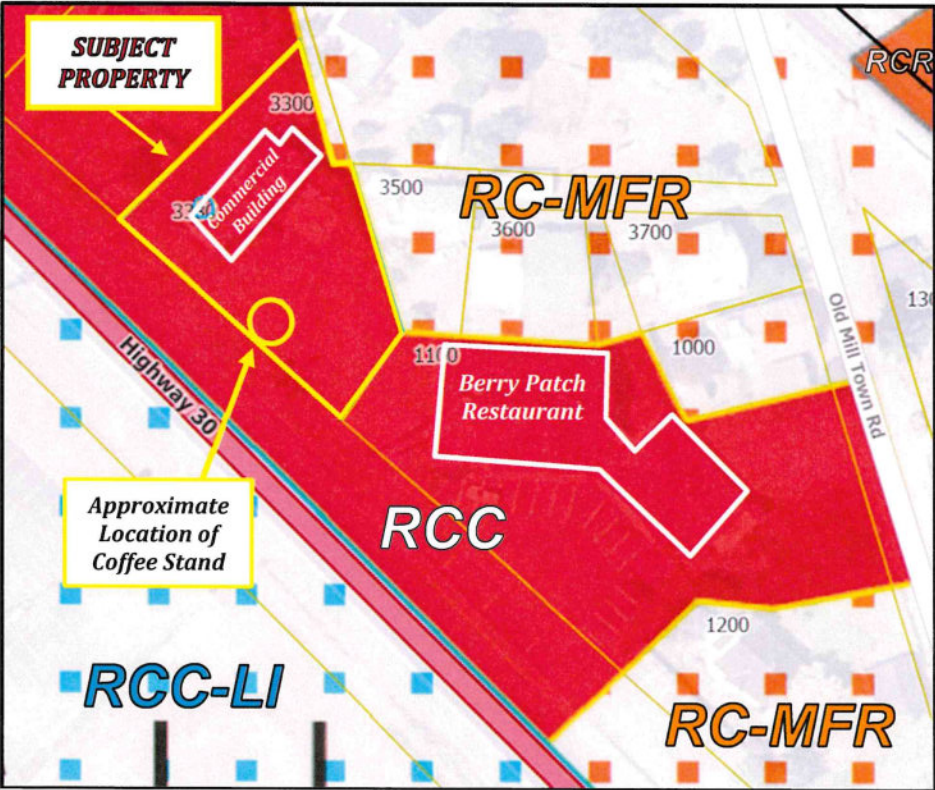 SUBJECT
PROPERTY
RCR
3300
Commercial
Building
3500
RC-MFR
3600
3700
130
Old Mill Town Rd
Highway 30
1100
1000
Berry Patch
Restaurant
Approximate
Location of
Coffee Stand
RCC
1200
RCC-LI
RC-MFR